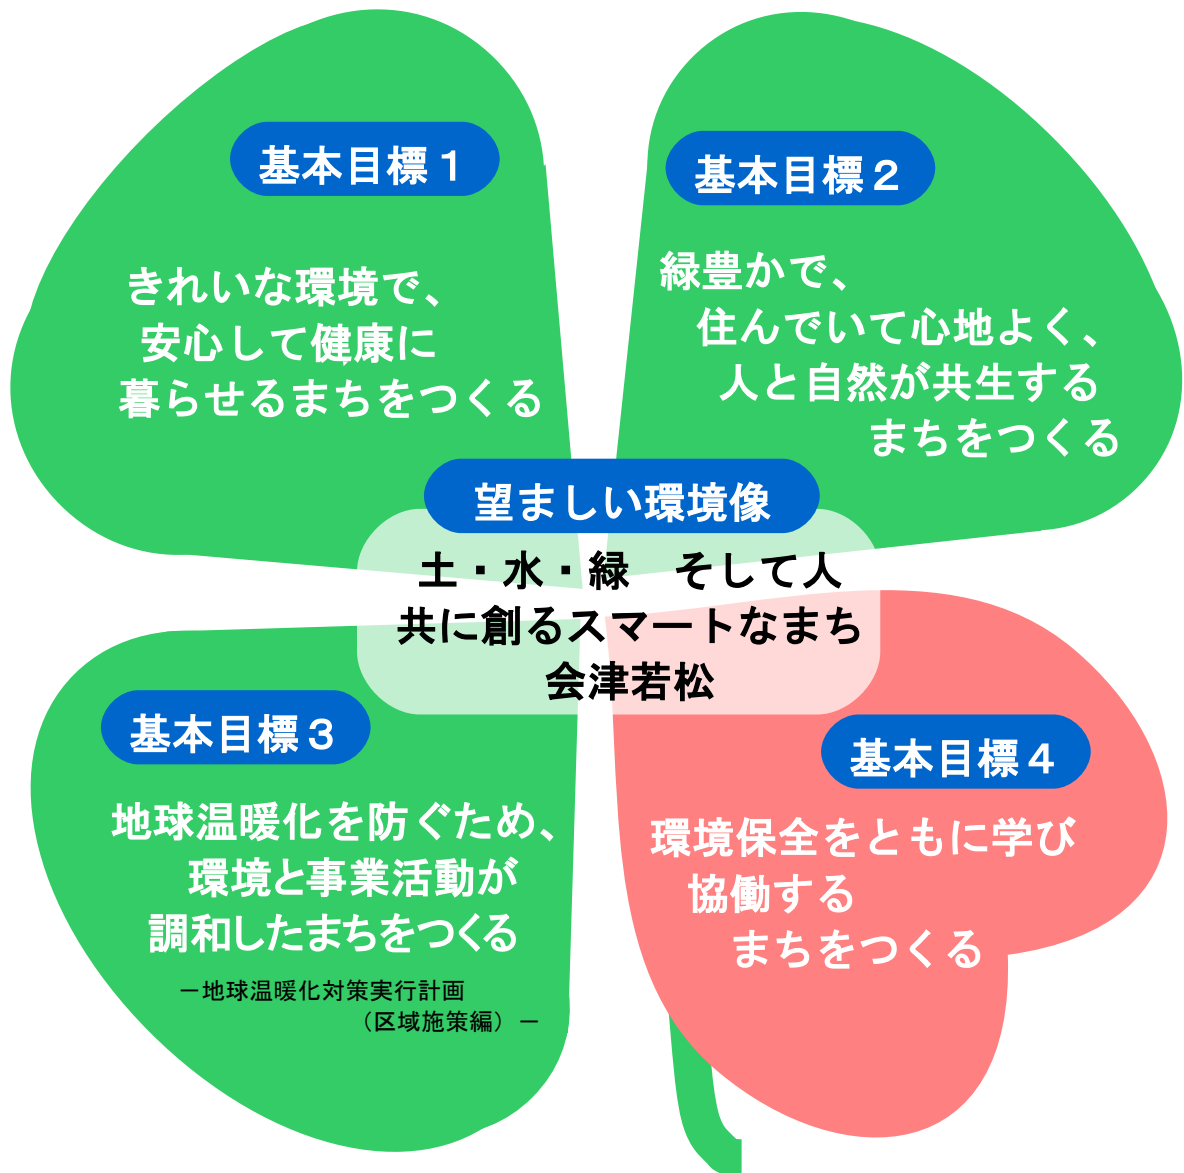 基本目標１
きれいな環境で、
安心して健康に
暮らせるまちをつくる
基本目標２
緑豊かで、
住んでいて心地よく、
人と自然が共生する
まちをつくる
望ましい環境像
土・水・緑　そして人
共に創るスマートなまち
会津若松
基本目標３
地球温暖化を防ぐため、
環境と事業活動が
調和したまちをつくる
－地球温暖化対策実行計画
（区域施策編）－
基本目標４
環境保全をともに学び
協働する
まちをつくる